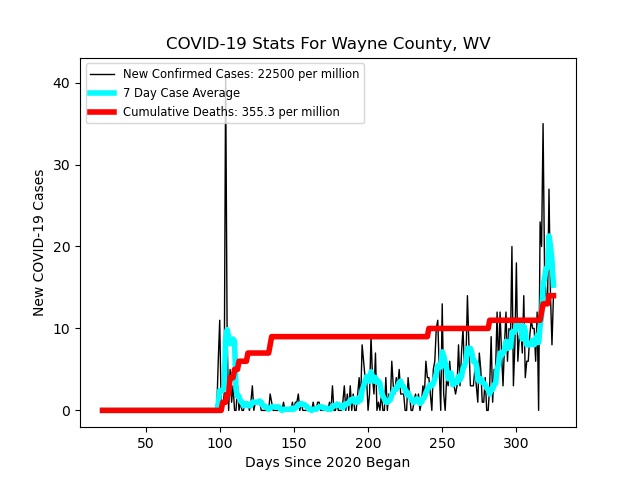 COVID-19 Stats For Wayne County, WV
New Confirmed Cases: 22500 per million
7 Day Case Average
Cumulative Deaths: 355.3 per million
New COVID-19 Cases
40
30
20
10
0
50 100 150 200 250 300
Days Since 2020 Began